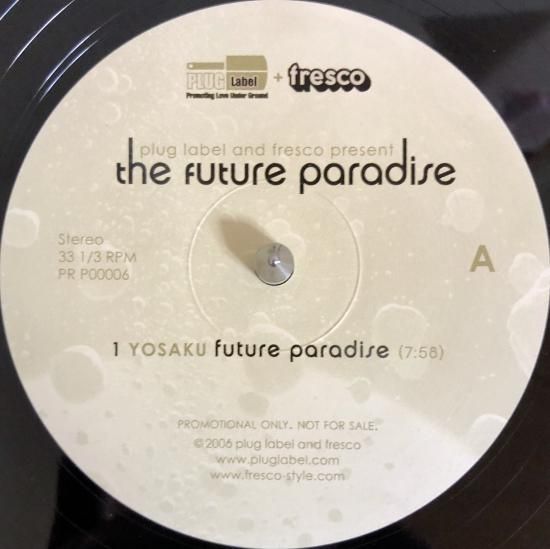 PLUG Label + fresco
Promoting Love Under Ground
plug label and fresco present
the future paradise
Stereo
33 1/3 RPM
PR P00006
A
1 YOSAKU future paradise (7:58)
PROMOTIONAL ONLY. NOT FOR SALE.
©2006 plug label and fresco
www.pluglabel.com
www.fresco-style.com